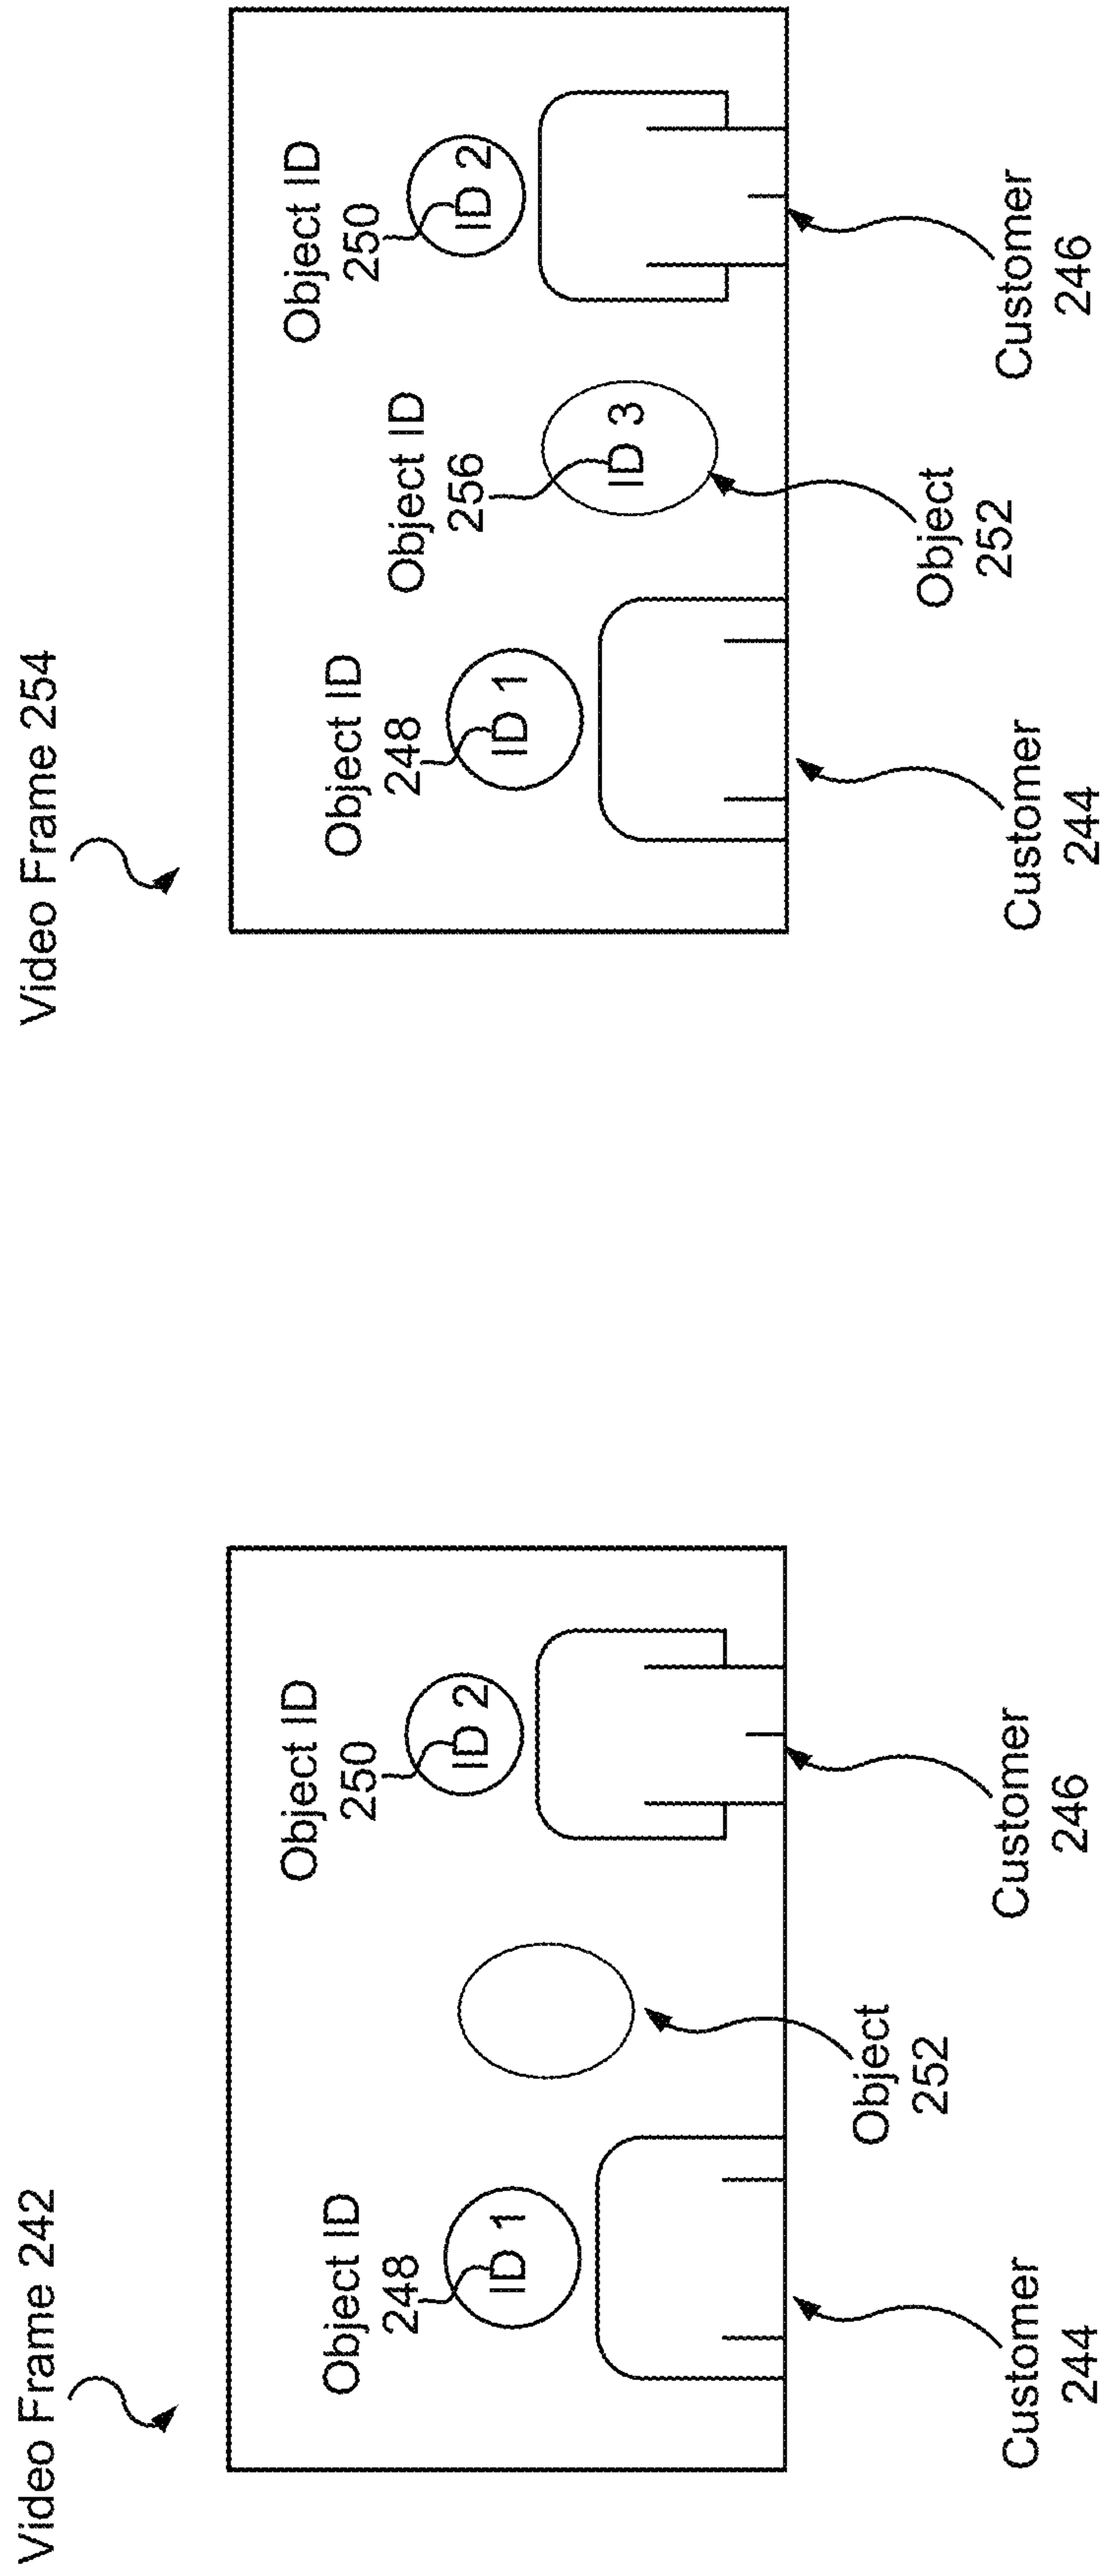 Video Frame 242
Object ID
248
ID 1
Object ID
250
ID 2
Customer
244
Object
252
Customer
246
Video Frame 254
Object ID
248
ID 1
Object ID
256
ID 3
Object ID
250
ID 2
Customer
244
Object
252
Customer
246